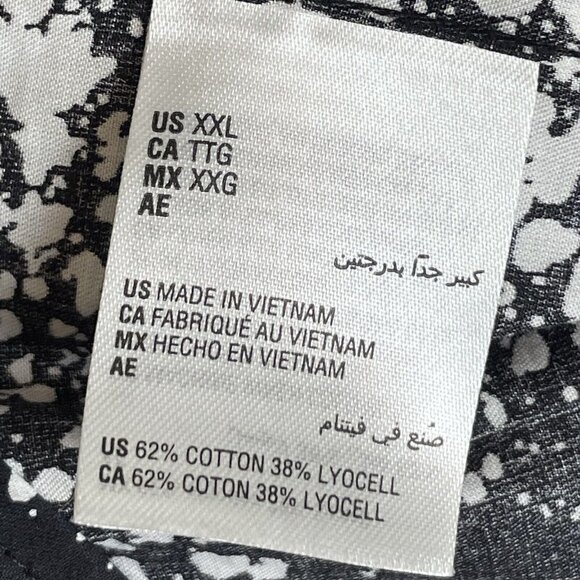 US XXL
CA TTG
MX XXG
AE
كبير جدًا بدرجتين
US MADE IN VIETNAM
CA FABRIQUÉ AU VIETNAM
MX HECHO EN VIETNAM
AE
صُنع في فيتنام
US 62% COTTON 38% LYOCELL
CA 62% COTON 38% LYOCELL